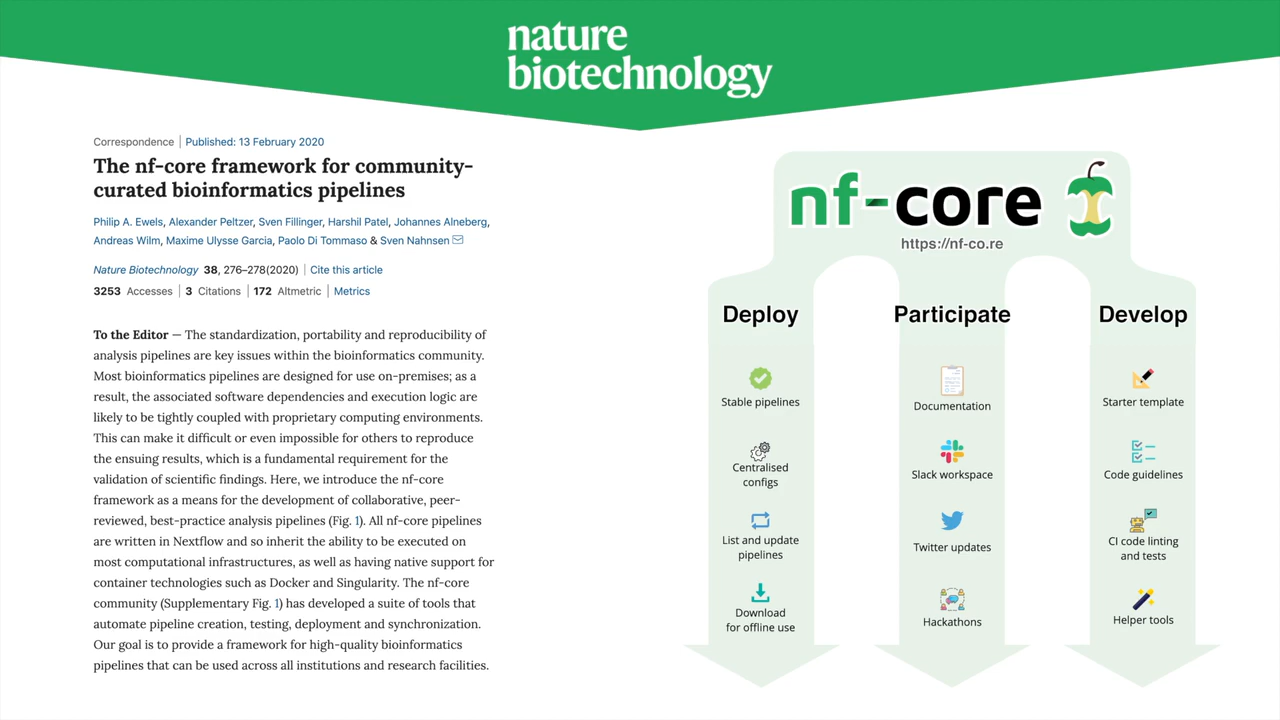 nature
biotechnology
Correspondence | Published: 13 February 2020
The nf-core framework for community-
curated bioinformatics pipelines
Philip A. Ewels, Alexander Peltzer, Sven Fillinger, Harshil Patel, Johannes Alneberg,
Andreas Wilm, Maxime Ulysse Garcia, Paolo Di Tommaso & Sven Nahnsen
Nature Biotechnology 38, 276–278(2020) | Cite this article
3253 Accesses | 3 Citations | 172 Altmetric | Metrics
To the Editor — The standardization, portability and reproducibility of
analysis pipelines are key issues within the bioinformatics community.
Most bioinformatics pipelines are designed for use on-premises; as a
result, the associated software dependencies and execution logic are
likely to be tightly coupled with proprietary computing environments.
This can make it difficult or even impossible for others to reproduce
the ensuing results, which is a fundamental requirement for the
validation of scientific findings. Here, we introduce the nf-core
framework as a means for the development of collaborative, peer-
reviewed, best-practice analysis pipelines (Fig. 1). All nf-core pipelines
are written in Nextflow and so inherit the ability to be executed on
most computational infrastructures, as well as having native support for
container technologies such as Docker and Singularity. The nf-core
community (Supplementary Fig. 1) has developed a suite of tools that
automate pipeline creation, testing, deployment and synchronization.
Our goal is to provide a framework for high-quality bioinformatics
pipelines that can be used across all institutions and research facilities.
nf-core
https://nf-co.re
Deploy
Stable pipelines
Centralised
configs
List and update
pipelines
Download
for offline use
Participate
Documentation
Slack workspace
Twitter updates
Hackathons
Develop
Starter template
Code guidelines
CI code linting
and tests
Helper tools